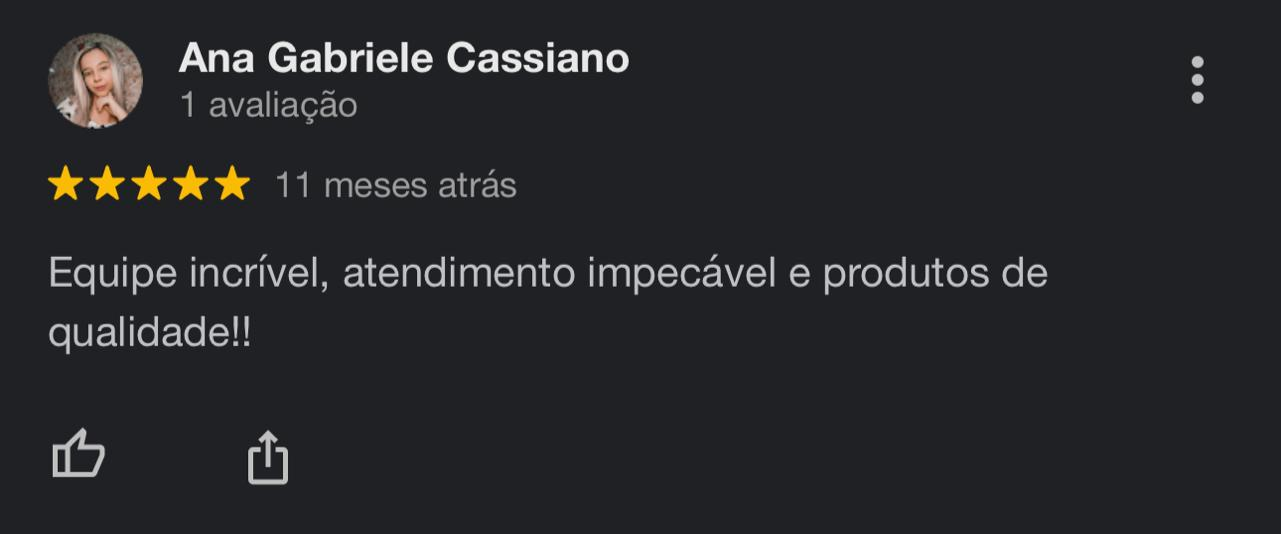 Ana Gabriele Cassiano
1 avaliação
11 meses atrás
Equipe incrível, atendimento impecável e produtos de
qualidade!!